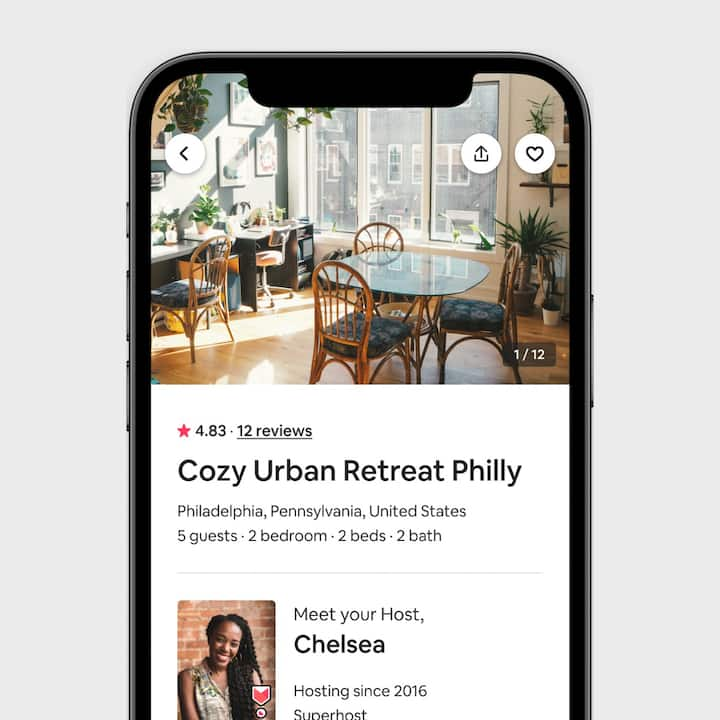 1 / 12
4.83 · 12 reviews
Cozy Urban Retreat Philly
Philadelphia, Pennsylvania, United States
5 guests · 2 bedroom · 2 beds · 2 bath
Meet your Host,
Chelsea
Hosting since 2016
Superhost